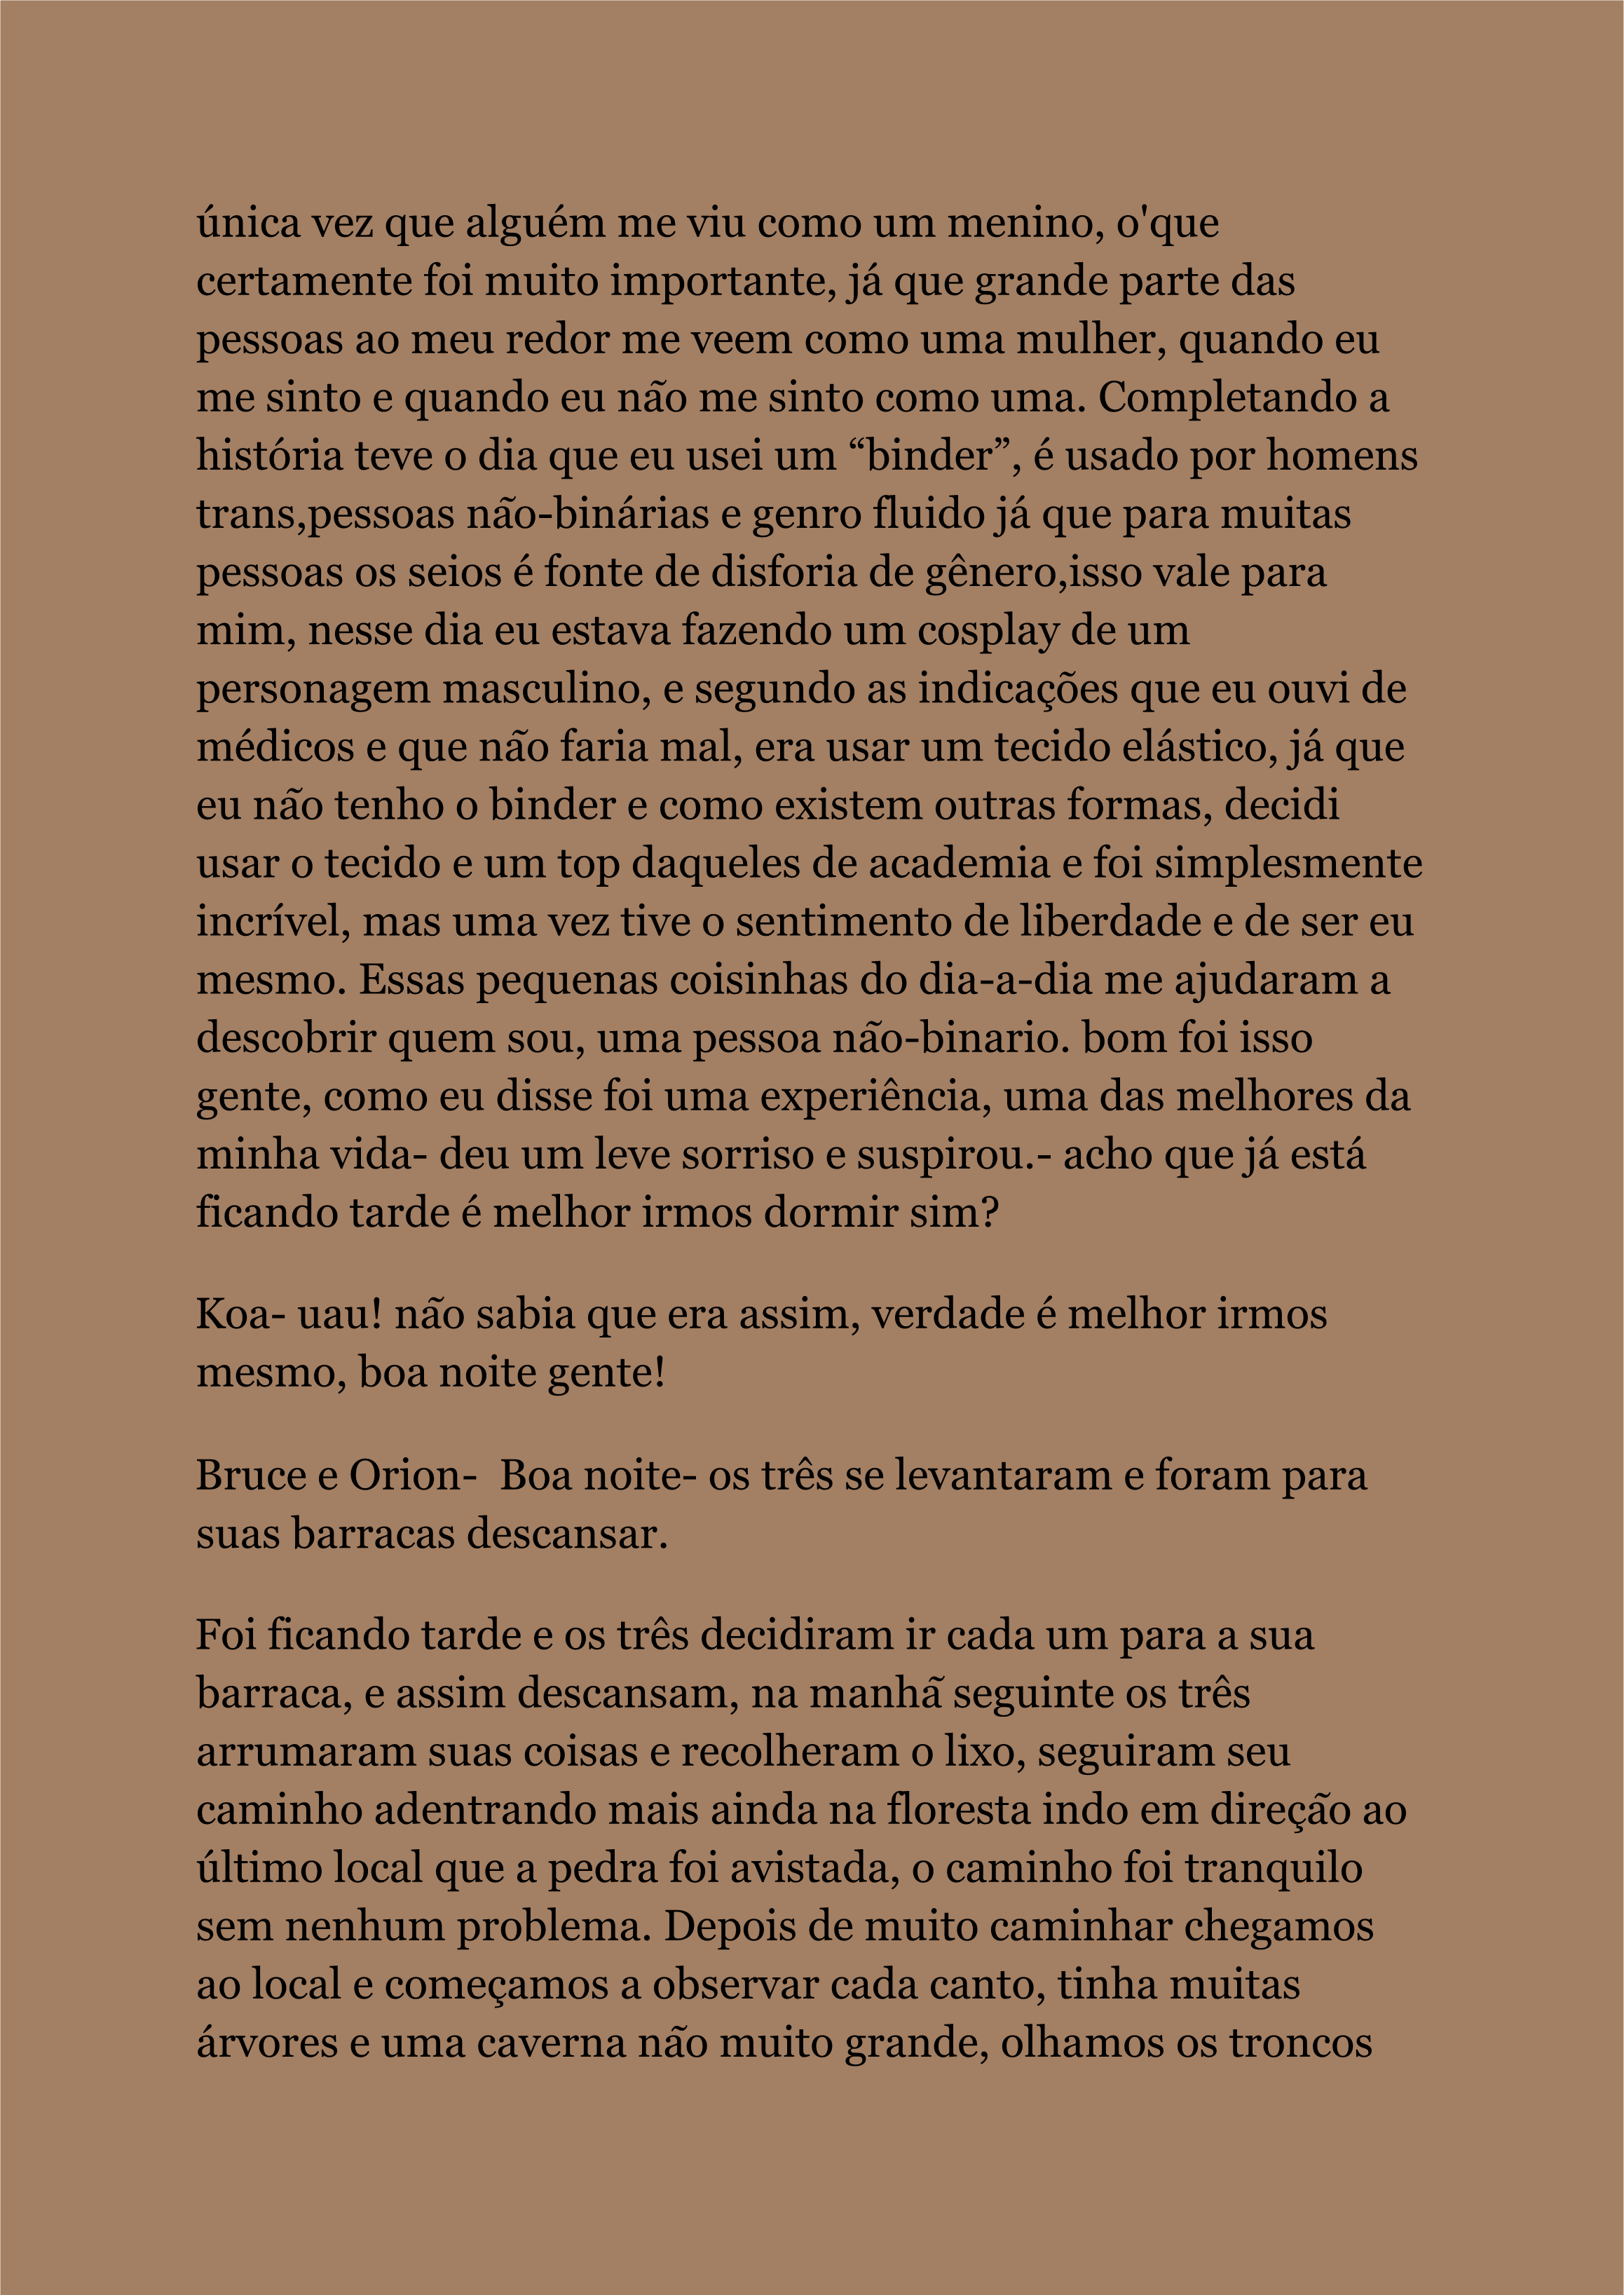 única vez que alguém me viu como um menino, o'que
certamente foi muito importante, já que grande parte das
pessoas ao meu redor me veem como uma mulher, quando eu
me sinto e quando eu não me sinto como uma. Completando a
história teve o dia que eu usei um “binder”, é usado por homens
trans,pessoas não-binárias e genro fluido já que para muitas
pessoas os seios é fonte de disforia de gênero,isso vale para
mim, nesse dia eu estava fazendo um cosplay de um
personagem masculino, e segundo as indicações que eu ouvi de
médicos e que não faria mal, era usar um tecido elástico, já que
eu não tenho o binder e como existem outras formas, decidi
usar o tecido e um top daqueles de academia e foi simplesmente
incrível, mas uma vez tive o sentimento de liberdade e de ser eu
mesmo. Essas pequenas coisinhas do dia-a-dia me ajudaram a
descobrir quem sou, uma pessoa não-binario. bom foi isso
gente, como eu disse foi uma experiência, uma das melhores da
minha vida- deu um leve sorriso e suspirou.- acho que já está
ficando tarde é melhor irmos dormir sim?
Koa- uau! não sabia que era assim, verdade é melhor irmos
mesmo, boa noite gente!
Bruce e Orion-  Boa noite- os três se levantaram e foram para
suas barracas descansar.
Foi ficando tarde e os três decidiram ir cada um para a sua
barraca, e assim descansam, na manhã seguinte os três
arrumaram suas coisas e recolheram o lixo, seguiram seu
caminho adentrando mais ainda na floresta indo em direção ao
último local que a pedra foi avistada, o caminho foi tranquilo
sem nenhum problema. Depois de muito caminhar chegamos
ao local e começamos a observar cada canto, tinha muitas
árvores e uma caverna não muito grande, olhamos os troncos